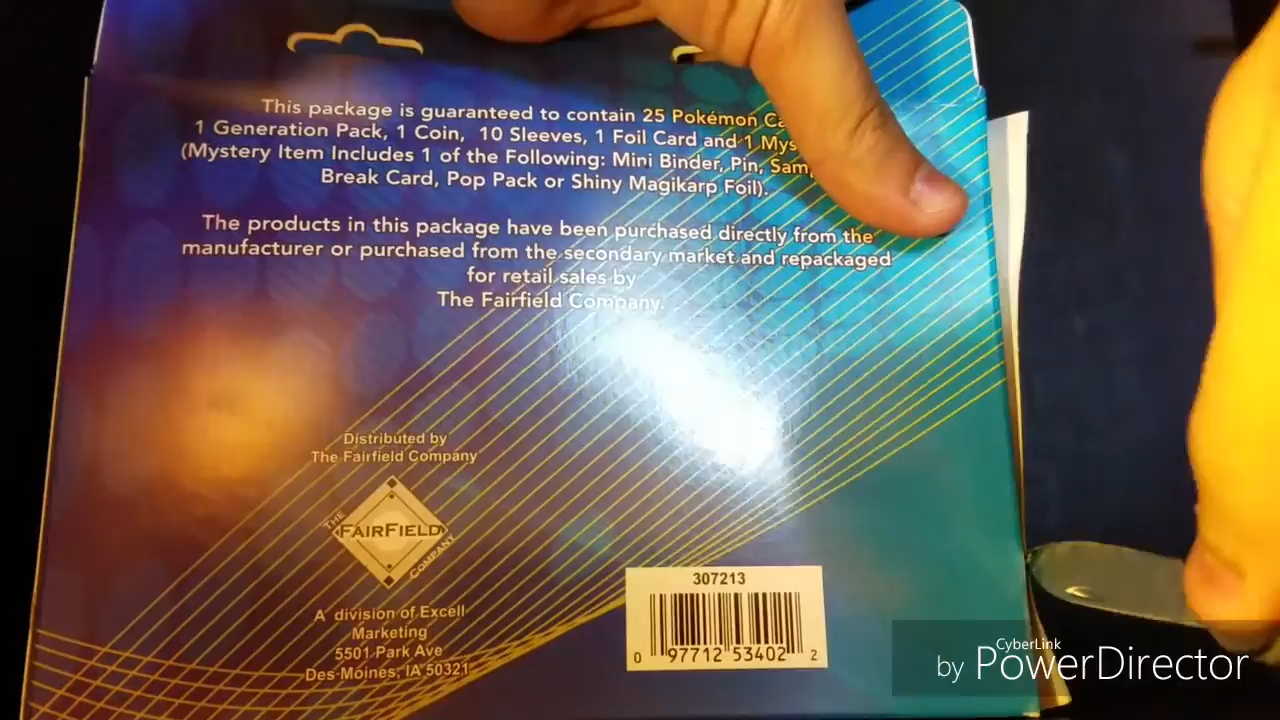 This package is guaranteed to contain 25 Pokémon
1 Generation Pack, 1 Coin, 10 Sleeves, 1 Foil Card and 1
(Mystery Item Includes 1 of the Following: Mini Binder, Pin,
Break Card, Pop Pack or Shiny Magikarp Foil).
The products in this package have been purchased directly from the
manufacturer or purchased from the secondary market and repackaged
for retail sales by
The Fairfield Company.
Distributed by
The Fairfield Company
THE
FAIRFIELD
COMPANY
A division of Excell
Marketing
5501 Park Ave
Des Moines, IA 50321
307213
0 97712 53402 2
CyberLink
by PowerDirector